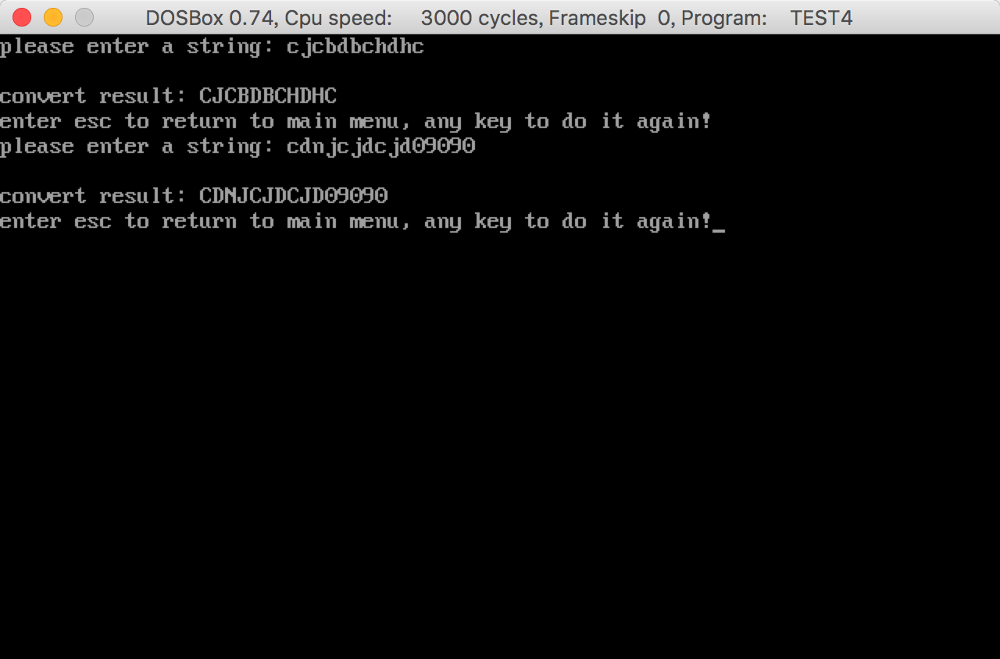 DOSBox 0.74, Cpu speed: 3000 cycles, Frameskip 0, Program: TEST4
please enter a string: cjcbdbchdhc
convert result: CJCBDBCHDHC
enter esc to return to main menu, any key to do it again!
please enter a string: cdnjcjdcjd09090
convert result: CDNJCJDCJD09090
enter esc to return to main menu, any key to do it again!_